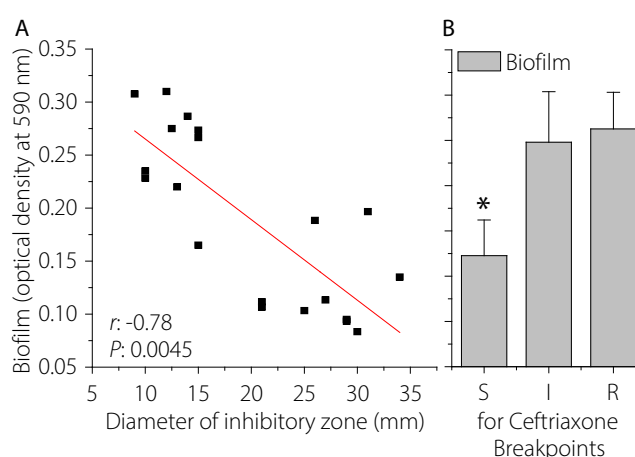 A
B
0.35
0.30
0.25
0.20
0.15
0.10
0.05
Biofilm (optical density at 590 nm)
r: -0.78
P: 0.0045
5
10
15
20
25
30
35
Diameter of inhibitory zone (mm)
Biofilm
*
S
I
R
for Ceftriaxone
Breakpoints